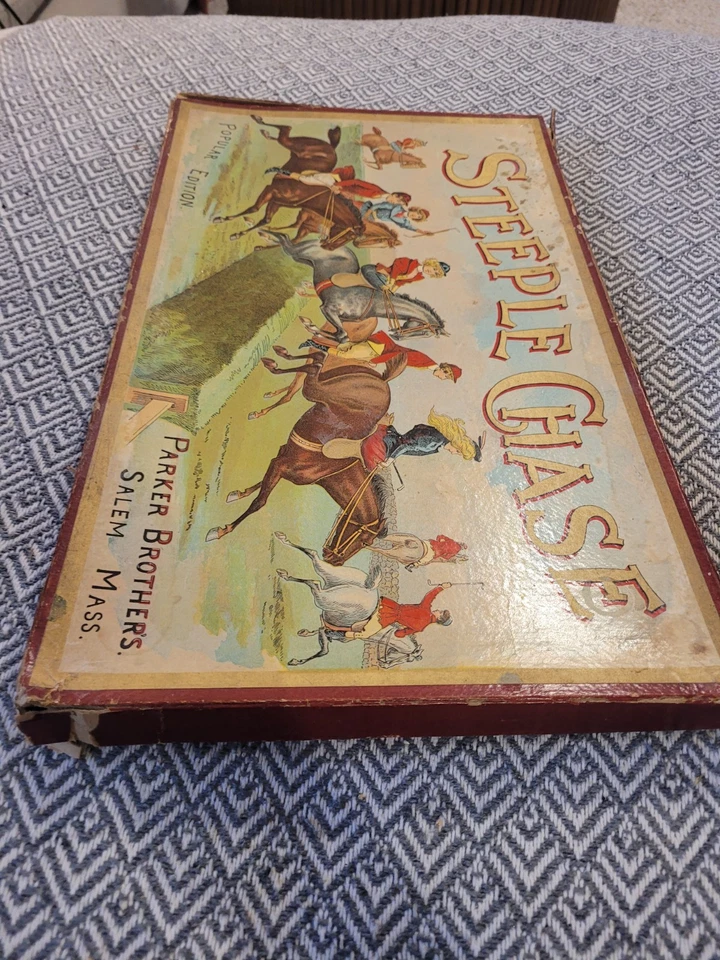 STEEPLE CHASE
POPULAR EDITION
PARKER BROTHERS.
SALEM MASS.